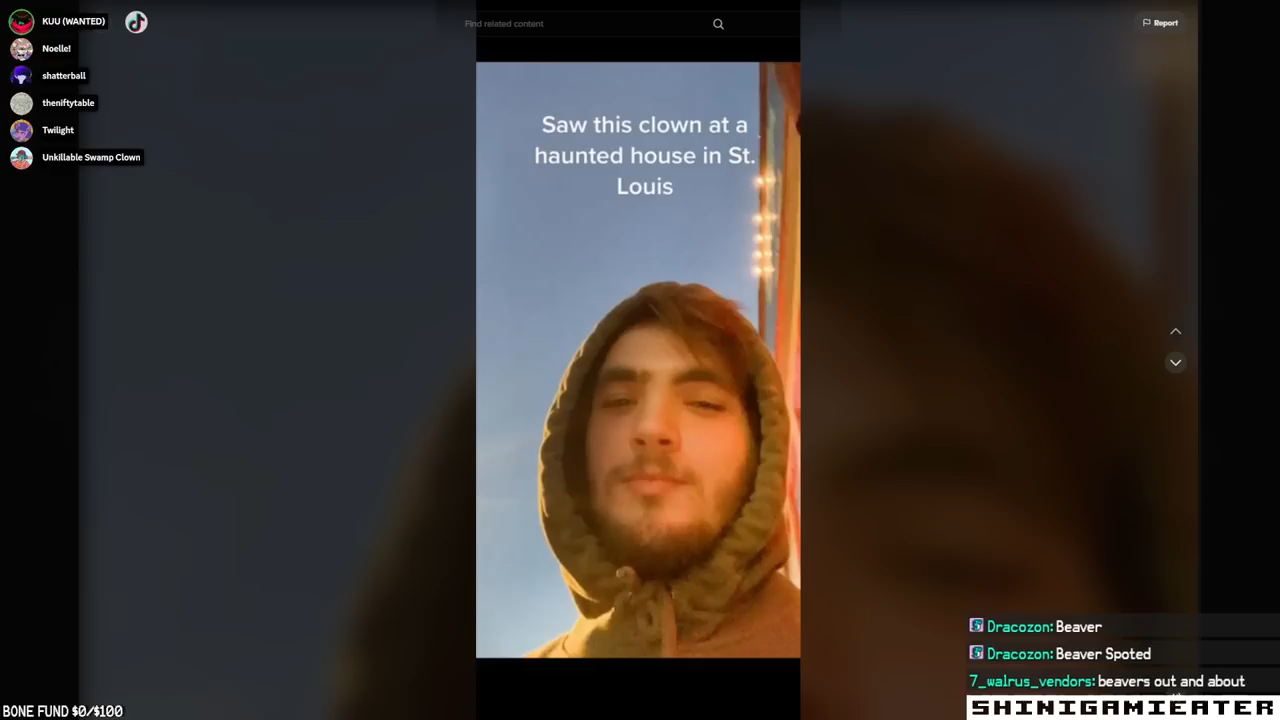 KUU (WANTED)
Noelle!
shatterball
theniftytable
Twilight
Unkillable Swamp Clown
Find related content
Report
Saw this clown at a
haunted house in St.
Louis
Dracozon: Beaver
Dracozon: Beaver Spoted
7_walrus_vendors: beavers out and about
BONE FUND $0/$100
SHINIGAMIEATER